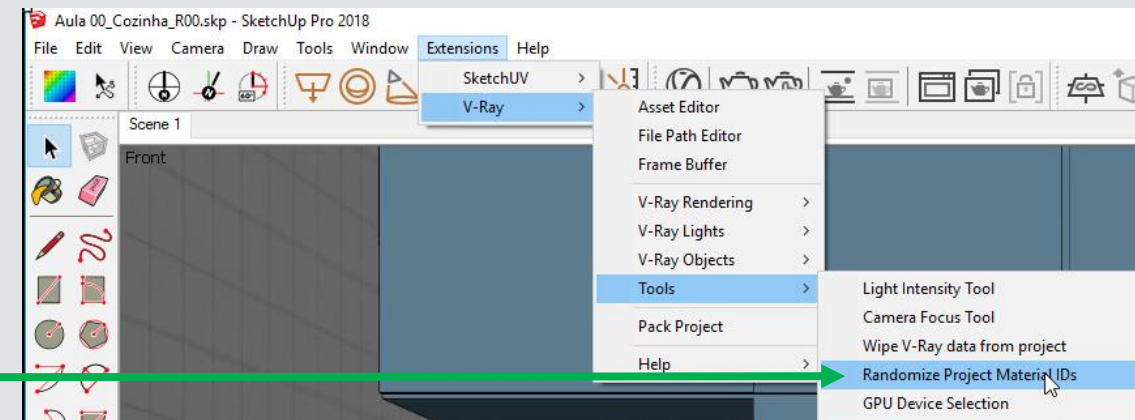 Aula 00_Cozinha_R00.skp - SketchUp Pro 2018
File Edit View Camera Draw Tools Window Extensions Help
SketchUV
V-Ray
Scene 1
Front
Asset Editor
File Path Editor
Frame Buffer
V-Ray Rendering
V-Ray Lights
V-Ray Objects
Tools
Pack Project
Help
Light Intensity Tool
Camera Focus Tool
Wipe V-Ray data from project
Randomize Project Material IDs
GPU Device Selection